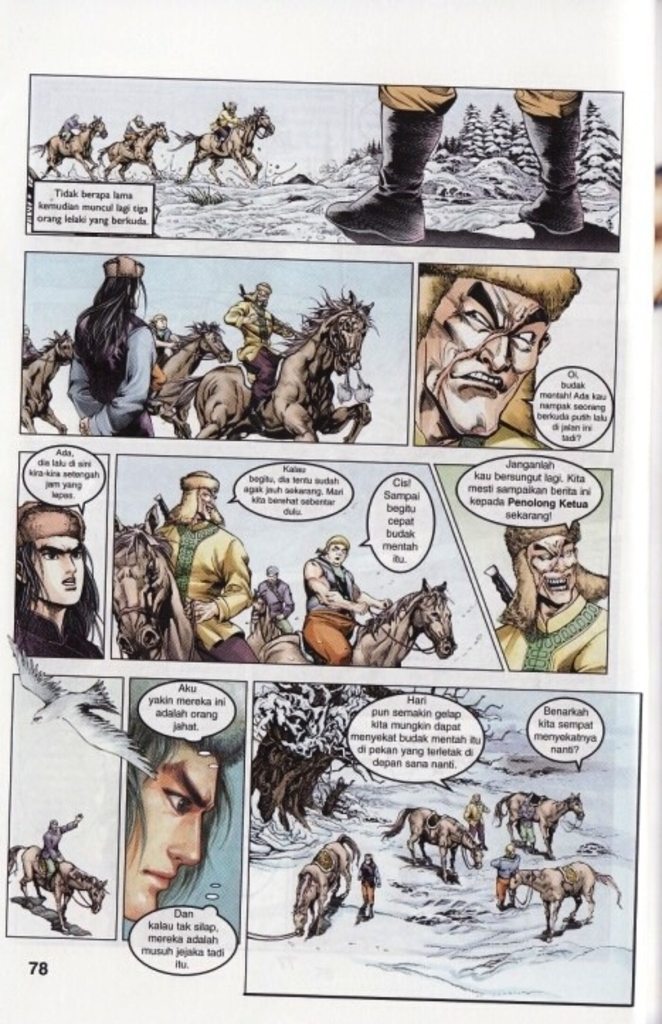 Tidak berapa lama
kemudian muncul lagi tiga
orang lelaki yang berkuda.
Oi,
budak
mentah! Ada kau
nampak seorang
berkuda putih lalu
di jalan ini
tadi?
Ada,
dia lalu di sini
kira-kira setengah
jam yang
lepas.
Kalau
begitu, dia tentu sudah
agak jauh sekarang. Mari
kita berehat sebentar
dulu.
Cis!
Sampai
begitu
cepat
budak
mentah
itu.
Janganlah
kau bersungut lagi. Kita
mesti sampaikan berita ini
kepada Penolong Ketua
sekarang!
Aku
yakin mereka ini
adalah orang
jahat.
Dan
kalau tak silap,
mereka adalah
musuh jejaka tadi
itu.
Hari
pun semakin gelap
kita mungkin dapat
menyekat budak mentah itu
di pekan yang terletak di
depan sana nanti.
Benarkah
kita sempat
menyekatnya
nanti?
78